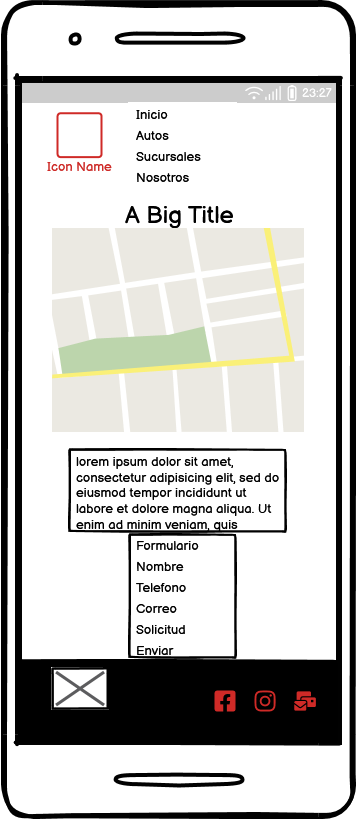 23:27
Inicio
Autos
Sucursales
Nosotros
Icon Name
A Big Title
lorem ipsum dolor sit amet,
consectetur adipisicing elit, sed do
eiusmod tempor incididunt ut
labore et dolore magna aliqua. Ut
enim ad minim veniam, quis
Formulario
Nombre
Telefono
Correo
Solicitud
Enviar